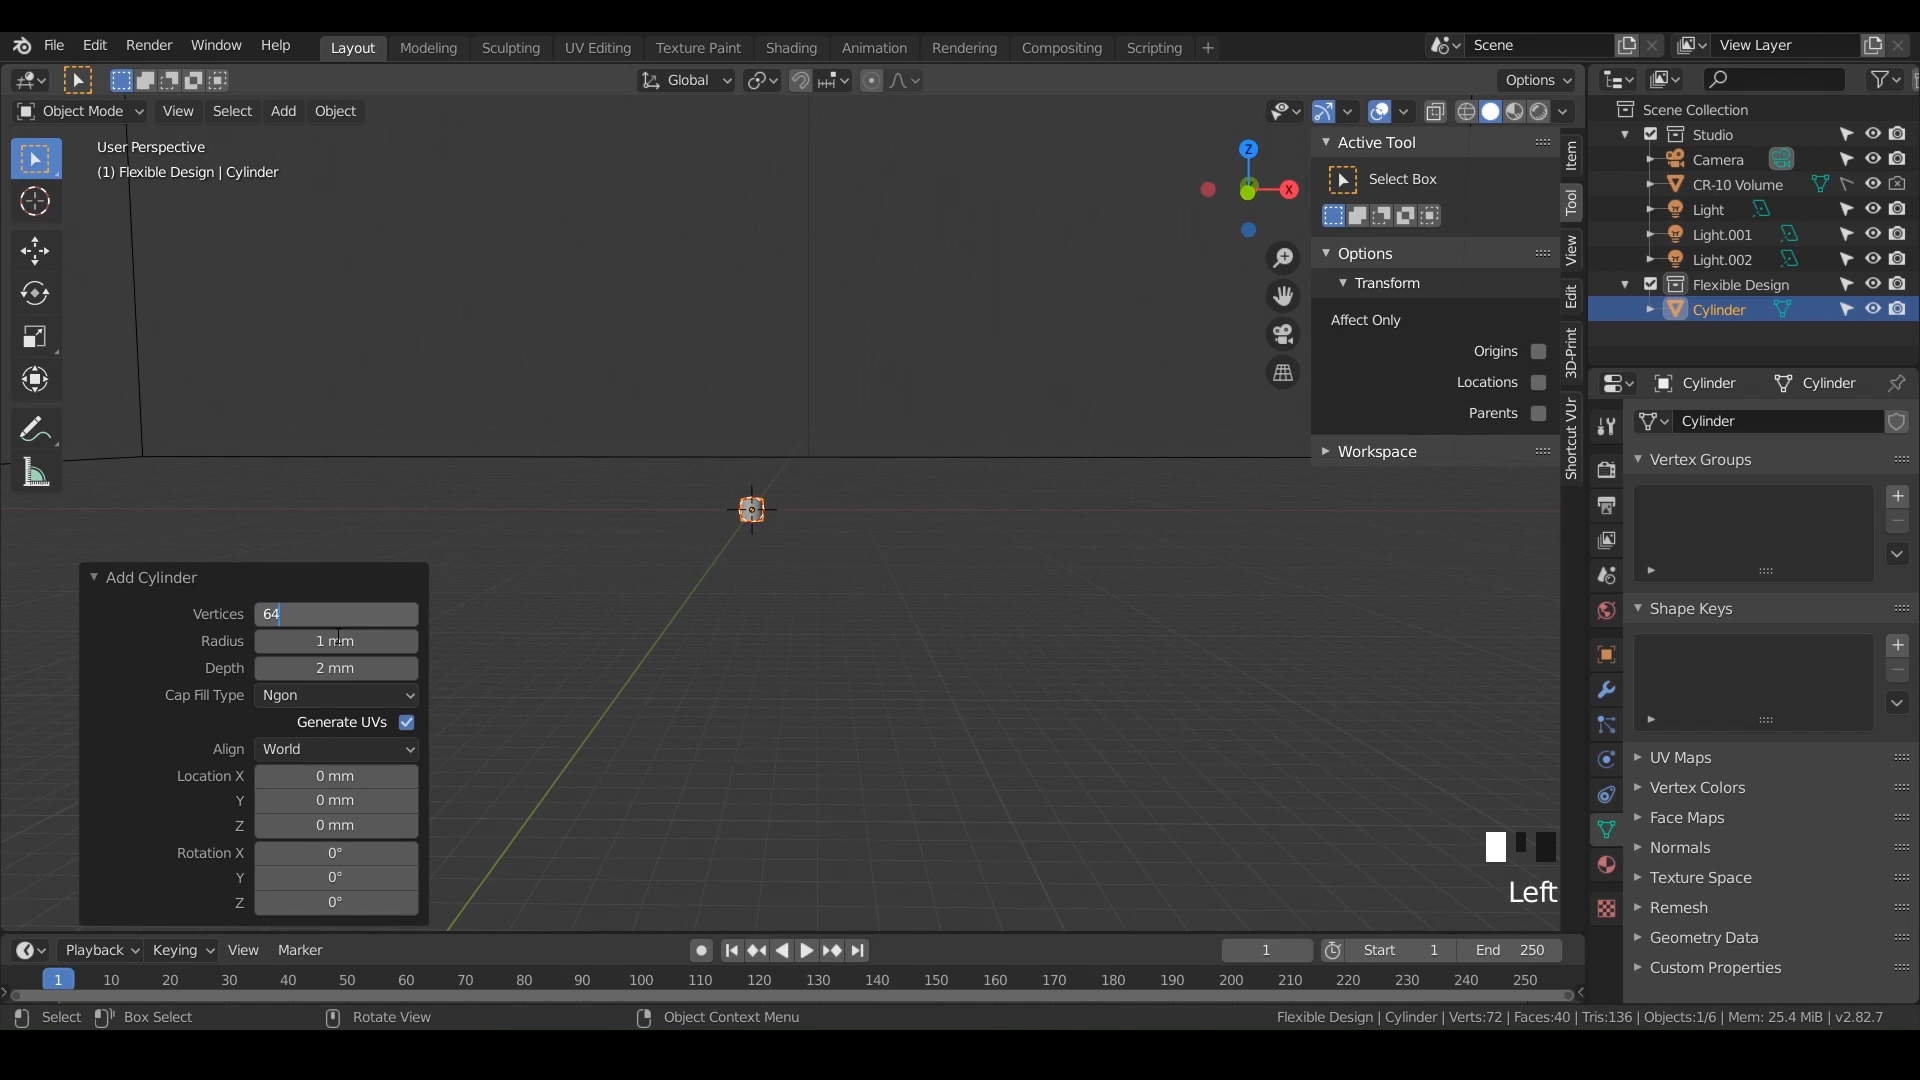 File Edit Render Window Help Layout Modeling Sculpting UV Editing Texture Paint Shading Animation Rendering Compositing Scripting + Scene View Layer
Global Options
Object Mode View Select Add Object
User Perspective
(1) Flexible Design | Cylinder
Z
X
Active Tool
Select Box
Options
Transform
Affect Only
Origins
Locations
Parents
Workspace
Item
Tool
View
Edit
3D-Print
Shortcut VUr
Scene Collection
Studio
Camera
CR-10 Volume
Light
Light.001
Light.002
Flexible Design
Cylinder
Cylinder Cylinder
Cylinder
Vertex Groups
Shape Keys
UV Maps
Vertex Colors
Face Maps
Normals
Texture Space
Remesh
Geometry Data
Custom Properties
Add Cylinder
Vertices 64
Radius 1 mm
Depth 2 mm
Cap Fill Type Ngon
Generate UVs
Align World
Location X 0 mm
Y 0 mm
Z 0 mm
Rotation X 0°
Y 0°
Z 0°
Left
Playback Keying View Marker 1 Start 1 End 250
1 10 20 30 40 50 60 70 80 90 100 110 120 130 140 150 160 170 180 190 200 210 220 230 240 250
Select Box Select Rotate View Object Context Menu Flexible Design | Cylinder | Verts:72 | Faces:40 | Tris:136 | Objects:1/6 | Mem: 25.4 MiB | v2.82.7